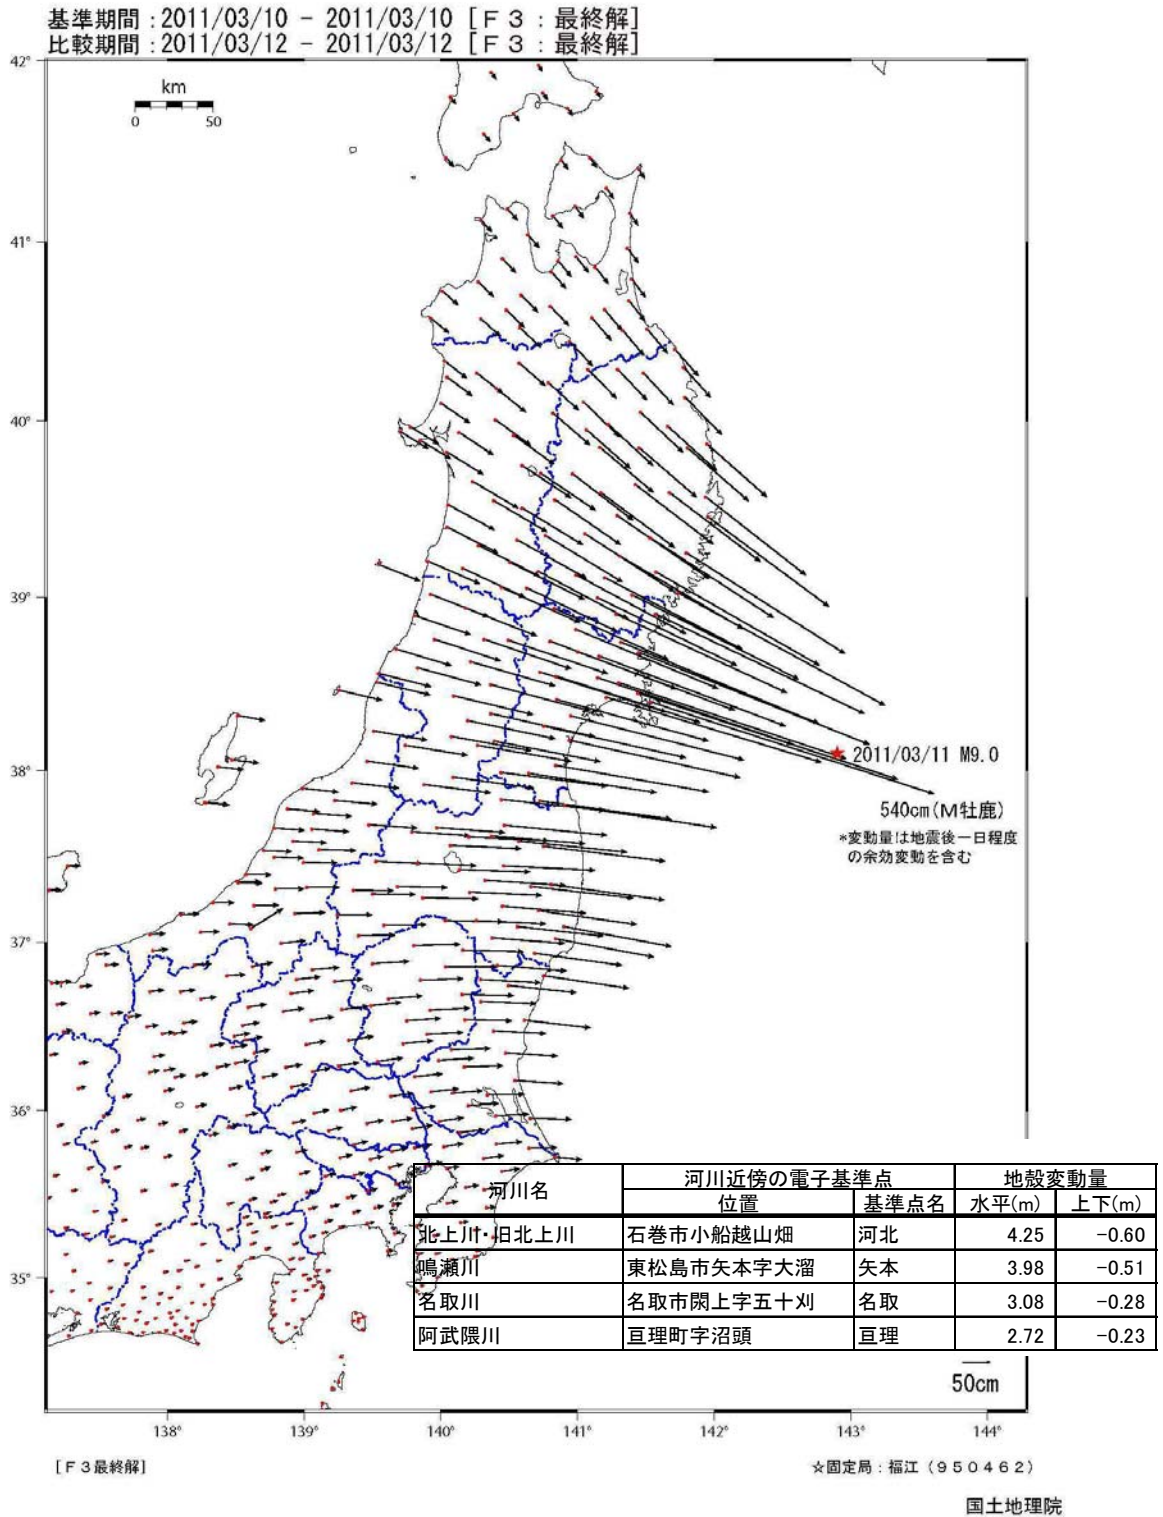 基準期間:2011/03/10 - 2011/03/10 [F3:最終解]
比較期間:2011/03/12 - 2011/03/12 [F3:最終解]
42°
km
0 50
41°
40°
39°
2011/03/11 M9.0
38°
540cm(M牡鹿)
*変動量は地震後一日程度
の余効変動を含む
37°
36°
河川名 河川近傍の電子基準点 地殻変動量
位置 基準点名 水平(m) 上下(m)
北上川・旧北上川 石巻市小船越山畑 河北 4.25 -0.60
鳴瀬川 東松島市矢本字大溜 矢本 3.98 -0.51
名取川 名取市閖上字五十刈 名取 3.08 -0.28
阿武隈川 亘理町字沼頭 亘理 2.72 -0.23
35°
50cm
138° 139° 140° 141° 142° 143° 144°
[F3最終解] ☆固定局:福江(950462)
国土地理院